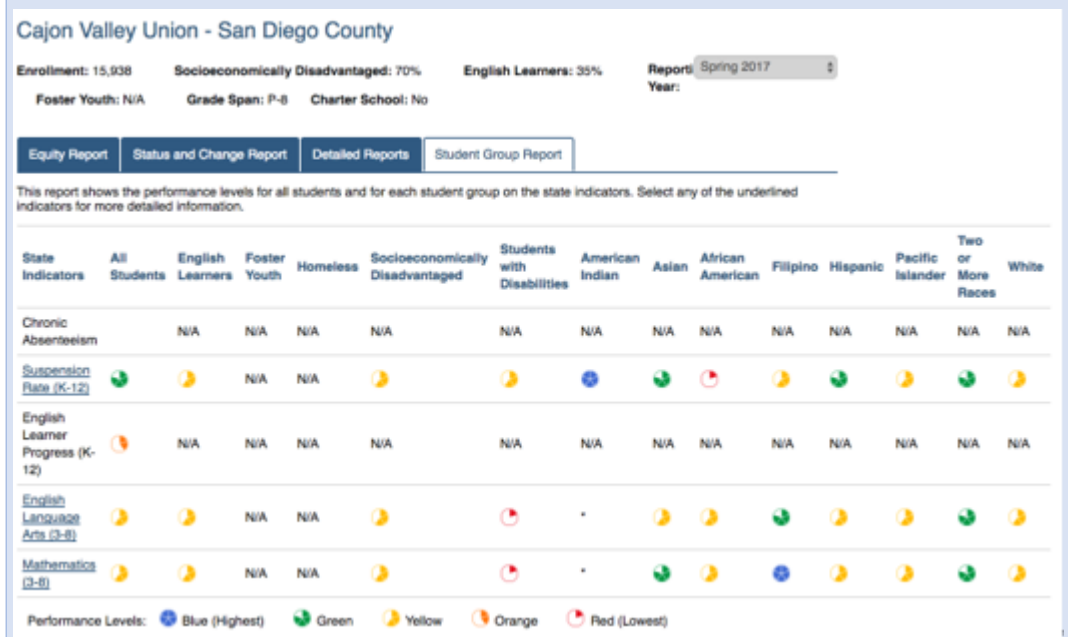 Cajon Valley Union - San Diego County
Enrollment: 15,938 Socioeconomically Disadvantaged: 70% English Learners: 35% Reporti Spring 2017
Year:
Foster Youth: N/A Grade Span: P-8 Charter School: No
Equity Report Status and Change Report Detailed Reports Student Group Report
This report shows the performance levels for all students and for each student group on the state indicators. Select any of the underlined
indicators for more detailed information.
State Indicators All Students English Learners Foster Youth Homeless Socioeconomically Disadvantaged Students with Disabilities American Indian Asian African American Filipino Hispanic Pacific Islander Two or More Races White
Chronic Absenteeism N/A N/A N/A N/A N/A N/A N/A N/A N/A N/A N/A N/A N/A
Suspension Rate (K-12) N/A N/A
English Learner Progress (K-12) N/A N/A N/A N/A N/A N/A N/A N/A N/A N/A N/A N/A N/A
English Language Arts (3-8) N/A N/A *
Mathematics (3-8) N/A N/A *
Performance Levels: Blue (Highest) Green Yellow Orange Red (Lowest)